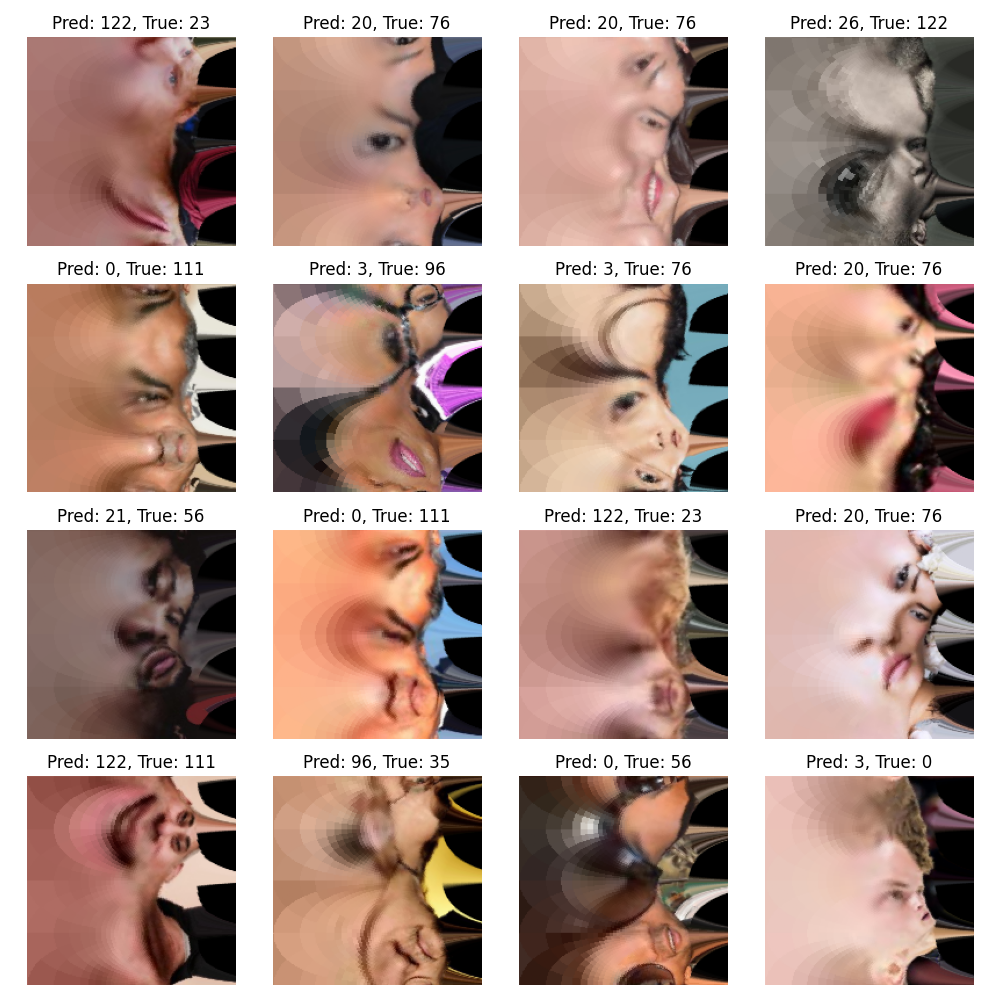 Pred: 122, True: 23
Pred: 20, True: 76
Pred: 20, True: 76
Pred: 26, True: 122
Pred: 0, True: 111
Pred: 3, True: 96
Pred: 3, True: 76
Pred: 20, True: 76
Pred: 21, True: 56
Pred: 0, True: 111
Pred: 122, True: 23
Pred: 20, True: 76
Pred: 122, True: 111
Pred: 96, True: 35
Pred: 0, True: 56
Pred: 3, True: 0